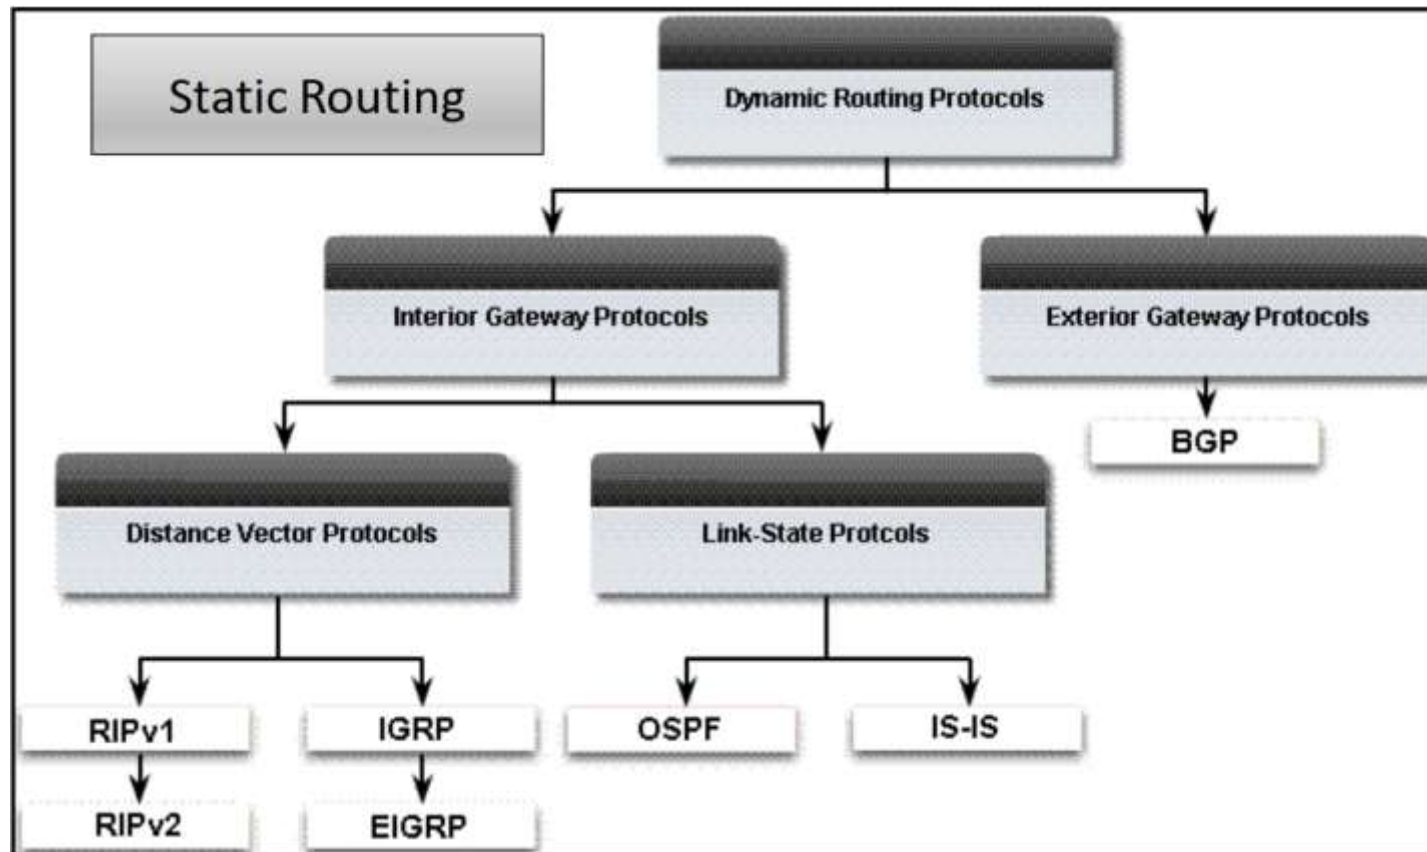 Static Routing
Dynamic Routing Protocols
Interior Gateway Protocols
Exterior Gateway Protocols
BGP
Distance Vector Protocols
Link-State Protcols
RIPv1
IGRP
OSPF
IS-IS
RIPv2
EIGRP